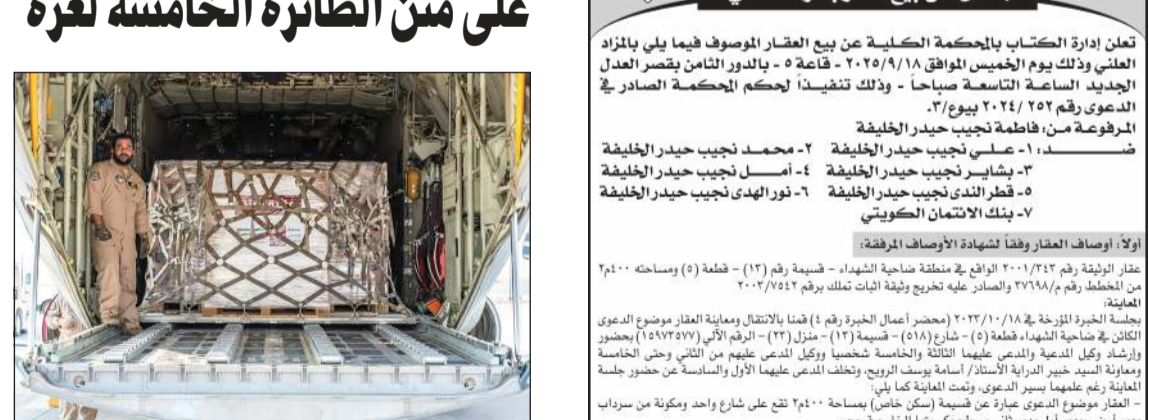 على متن الطائرة الخامسة لغزة
تعلن إدارة الكتاب بالمحكمة الكلية عن بيع العقار الموصوف فيما يلي بالمزاد
العلني وذلك يوم الخميس الموافق ٢٠٢٥/٩/١٨ - قاعة ٥ - بالدور الثامن بقصر العدل
الجديد الساعة التاسعة صباحاً - وذلك تنفيذاً لحكم المحكمة الصادر في
الدعوى رقم ٢٥٢ /٢٠٢٤ بيوع/٣.
المرفوعة من: فاطمة نجيب حيدر الخليفة
ضد: ١- علي نجيب حيدر الخليفة ٢- محمد نجيب حيدر الخليفة
٣- بشاير نجيب حيدر الخليفة ٤- أمل نجيب حيدر الخليفة
٥- قطر الندى نجيب حيدر الخليفة ٦- نور الهدى نجيب حيدر الخليفة
٧- بنك الائتمان الكويتي
أولاً: أوصاف العقار وفقاً لشهادة الأوصاف المرفقة:
عقار الوثيقة رقم ٢٠٠١/٣٤٣ الواقع في منطقة ضاحية الشهداء - قسيمة رقم (١٣) - قطعة (٥) ومساحته ٤٠٠م٢
من المخطط رقم م/٣٧٦٩٨ والصادر عليه تخريج وثيقة اثبات تملك برقم ٢٠٠٢/٧٥٤٢
المعاينة:
بجلسة الخبرة المؤرخة في ٢٠٢٣/١٠/١٨ (محضر أعمال الخبرة رقم ٤) قمنا بالانتقال ومعاينة العقار موضوع الدعوى
الكائن في ضاحية الشهداء قطعة (٥) - شارع (٥١٨) - قسيمة (١٣) - منزل (٢٣) - الرقم الآلي (١٥٩٧٣٥٧٧) بحضور
وإرشاد وكيل المدعية والمدعى عليهما الثالثة والخامسة شخصيا ووكيل المدعى عليهم من الثاني وحتى الخامسة
ومعاونة السيد خبير الدراية الأستاذ/ أسامة يوسف الرويح، وتخلف المدعى عليهما الأول والسادسة عن حضور جلسة
المعاينة رغم علمهما بسير الدعوى، وتمت المعاينة كما يلي:
- العقار موضوع الدعوى عبارة عن قسيمة (سكن خاص) بمساحة ٤٠٠م٢ تقع على شارع واحد ومكونة من سرداب